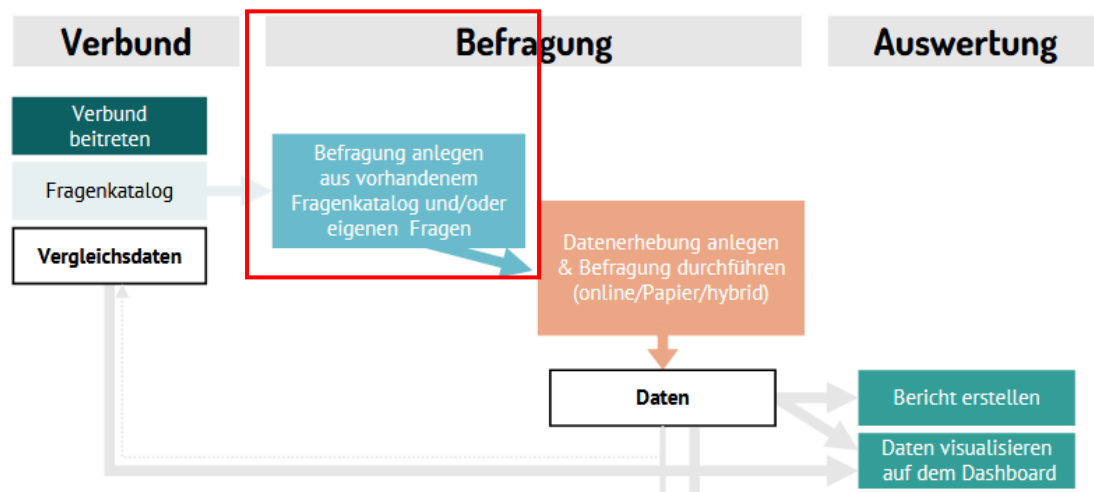 Verbund
Befragung
Auswertung
Verbund
beitreten
Fragenkatalog
Vergleichsdaten
Befragung anlegen
aus vorhandenem
Fragenkatalog und/oder
eigenen Fragen
Datenerhebung anlegen
& Befragung durchführen
(online/Papier/hybrid)
Daten
Bericht erstellen
Daten visualisieren
auf dem Dashboard